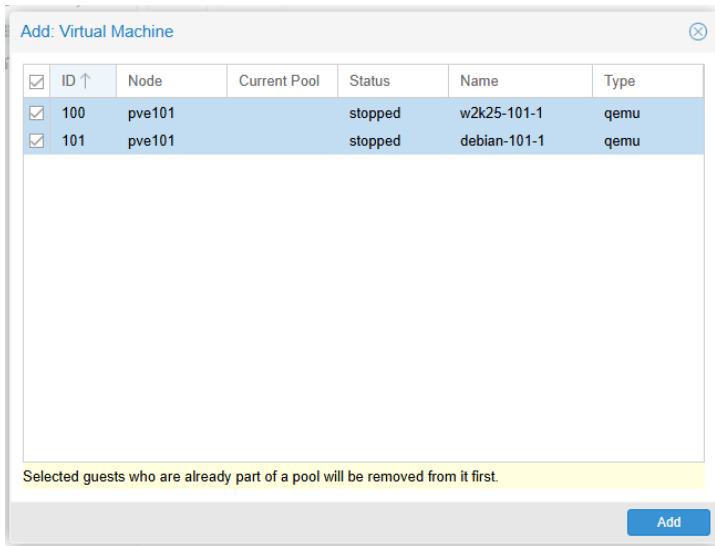 Add: Virtual Machine
ID Node Current Pool Status Name Type
100 pve101 stopped w2k25-101-1 qemu
101 pve101 stopped debian-101-1 qemu
Selected guests who are already part of a pool will be removed from it first.
Add